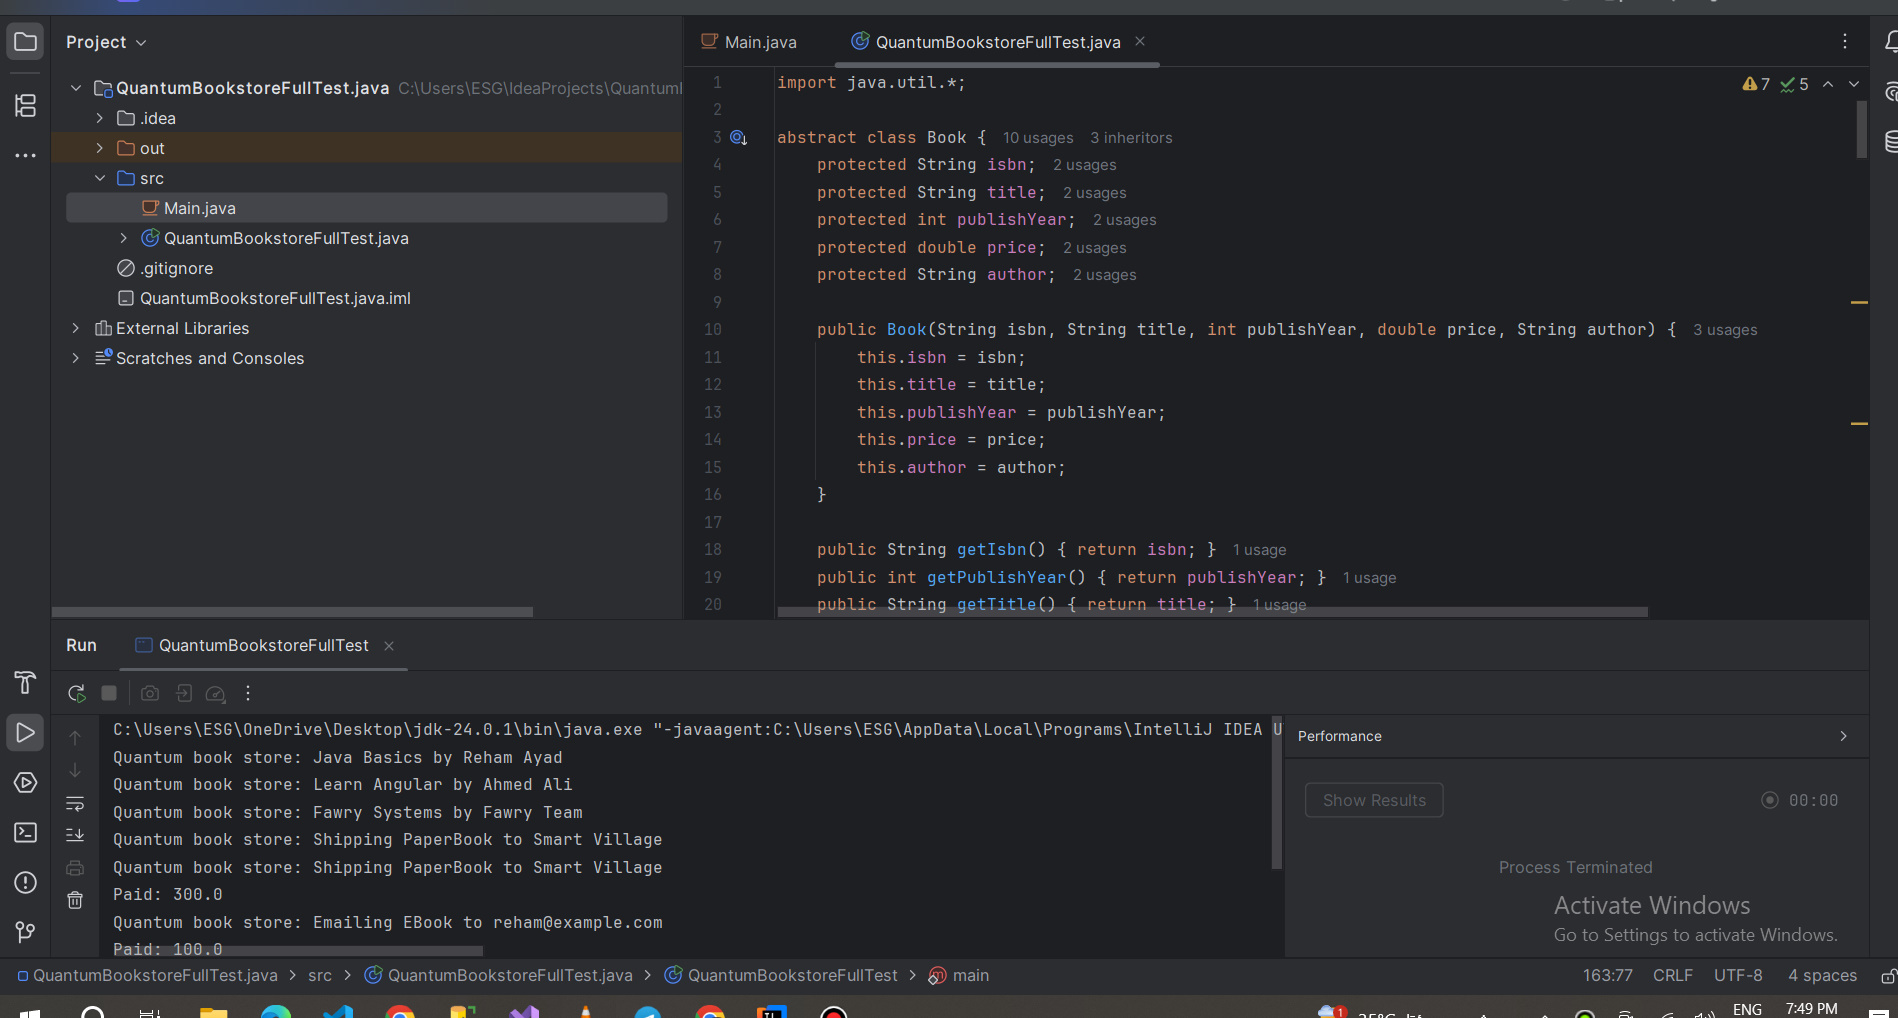 Project
QuantumBookstoreFullTest.java C:\Users\ESG\IdeaProjects\Quantuml
.idea
out
src
Main.java
QuantumBookstoreFullTest.java
.gitignore
QuantumBookstoreFullTest.java.iml
External Libraries
Scratches and Consoles
Main.java QuantumBookstoreFullTest.java
7 5
1 import java.util.*;
2
3 abstract class Book { 10 usages 3 inheritors
4 protected String isbn; 2 usages
5 protected String title; 2 usages
6 protected int publishYear; 2 usages
7 protected double price; 2 usages
8 protected String author; 2 usages
9
10 public Book(String isbn, String title, int publishYear, double price, String author) { 3 usages
11 this.isbn = isbn;
12 this.title = title;
13 this.publishYear = publishYear;
14 this.price = price;
15 this.author = author;
16 }
17
18 public String getIsbn() { return isbn; } 1 usage
19 public int getPublishYear() { return publishYear; } 1 usage
20 public String getTitle() { return title; } 1 usage
Run QuantumBookstoreFullTest
C:\Users\ESG\OneDrive\Desktop\jdk-24.0.1\bin\java.exe "-javaagent:C:\Users\ESG\AppData\Local\Programs\IntelliJ IDEA U
Quantum book store: Java Basics by Reham Ayad
Quantum book store: Learn Angular by Ahmed Ali
Quantum book store: Fawry Systems by Fawry Team
Quantum book store: Shipping PaperBook to Smart Village
Quantum book store: Shipping PaperBook to Smart Village
Paid: 300.0
Quantum book store: Emailing EBook to reham@example.com
Paid: 100.0
Performance
Show Results 00:00
Process Terminated
Activate Windows
Go to Settings to activate Windows.
QuantumBookstoreFullTest.java > src > QuantumBookstoreFullTest.java > QuantumBookstoreFullTest > main
163:77 CRLF UTF-8 4 spaces
1 ENG 7:49 PM